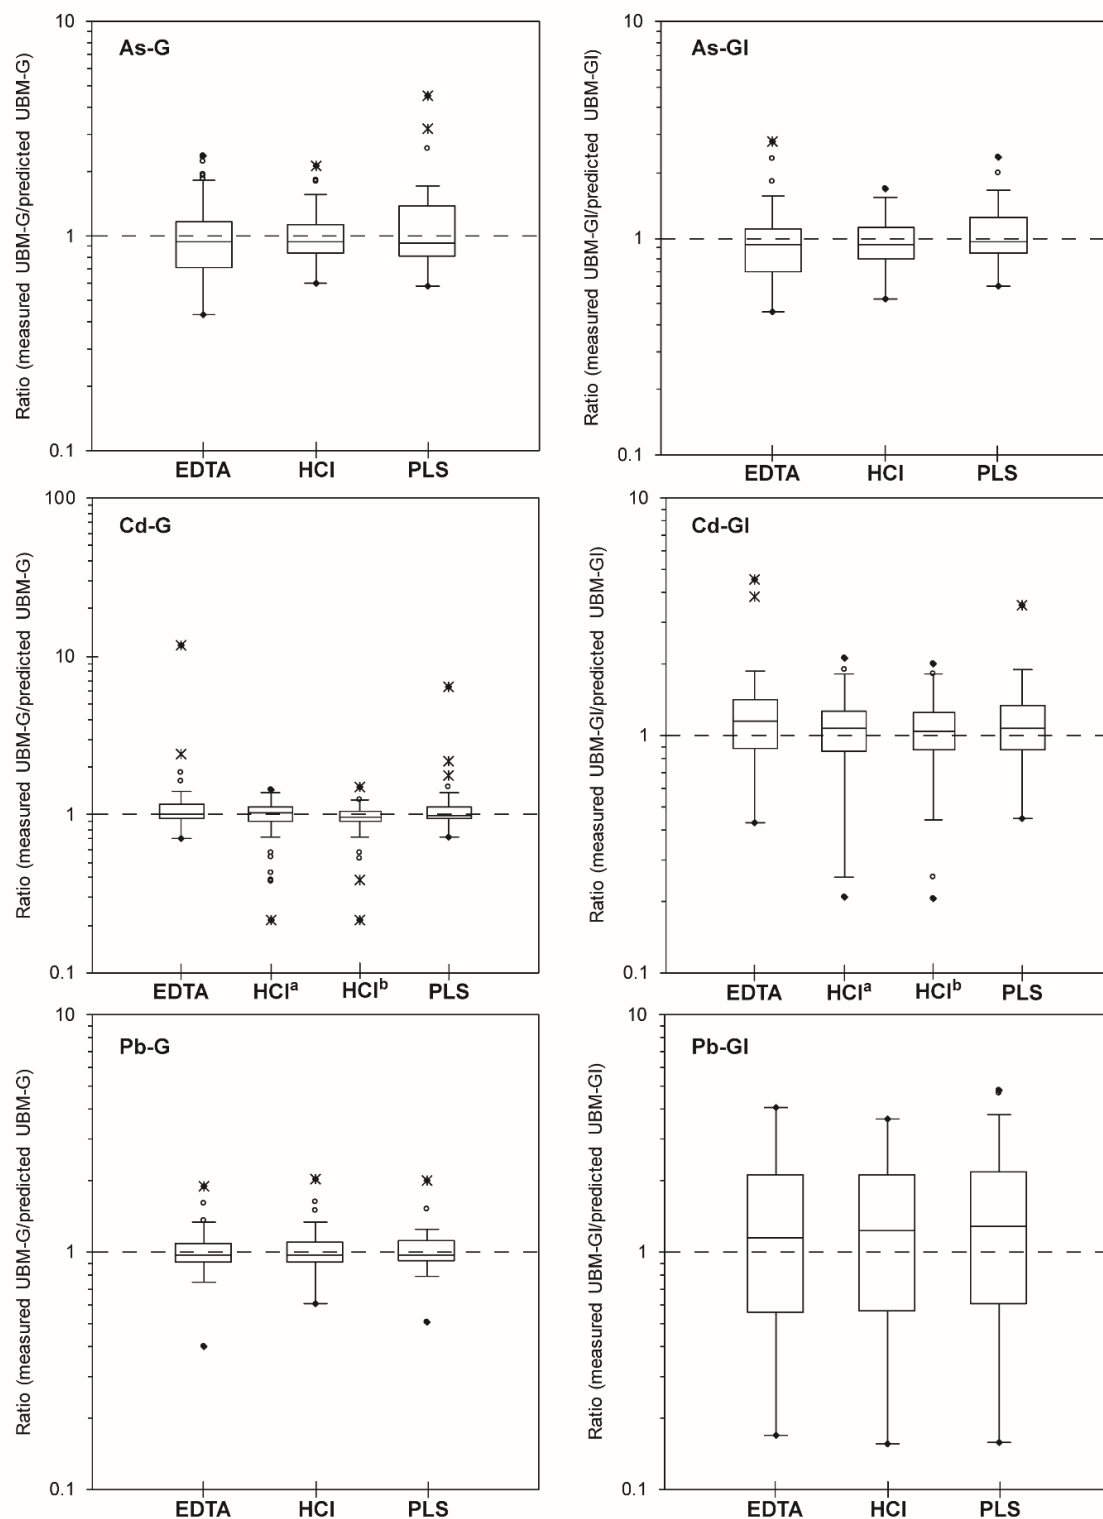 As-G
Ratio (measured UBM-G/predicted UBM-G)
10
1
0.1
EDTA HCl PLS
As-GI
Ratio (measured UBM-GI/predicted UBM-GI)
10
1
0.1
EDTA HCl PLS
Cd-G
Ratio (measured UBM-G/predicted UBM-G)
100
10
1
0.1
EDTA HClᵃ HClᵇ PLS
Cd-GI
Ratio (measured UBM-GI/predicted UBM-GI)
10
1
0.1
EDTA HClᵃ HClᵇ PLS
Pb-G
Ratio (measured UBM-G/predicted UBM-G)
10
1
0.1
EDTA HCl PLS
Pb-GI
Ratio (measured UBM-GI/predicted UBM-GI)
10
1
0.1
EDTA HCl PLS